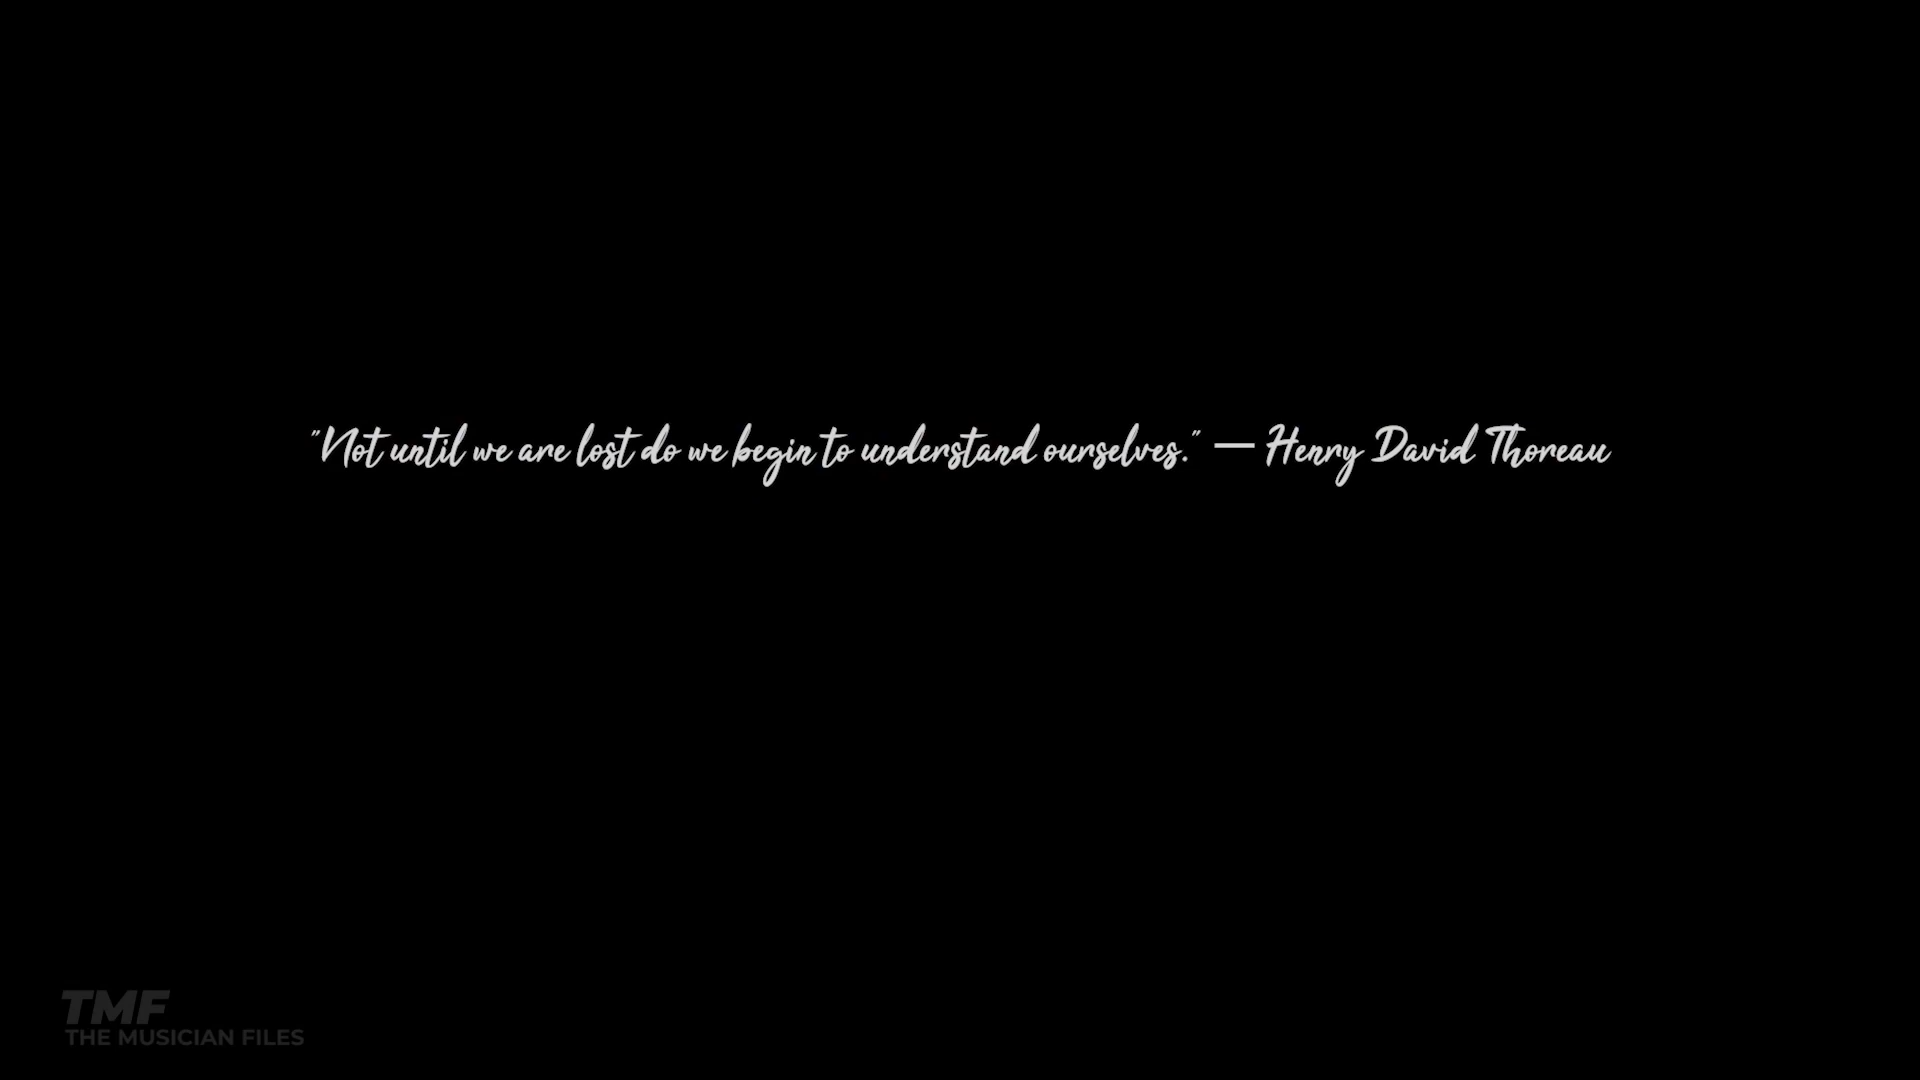 "Not until we are lost do we begin to understand ourselves." — Henry David Thoreau
TMF
THE MUSICIAN FILES